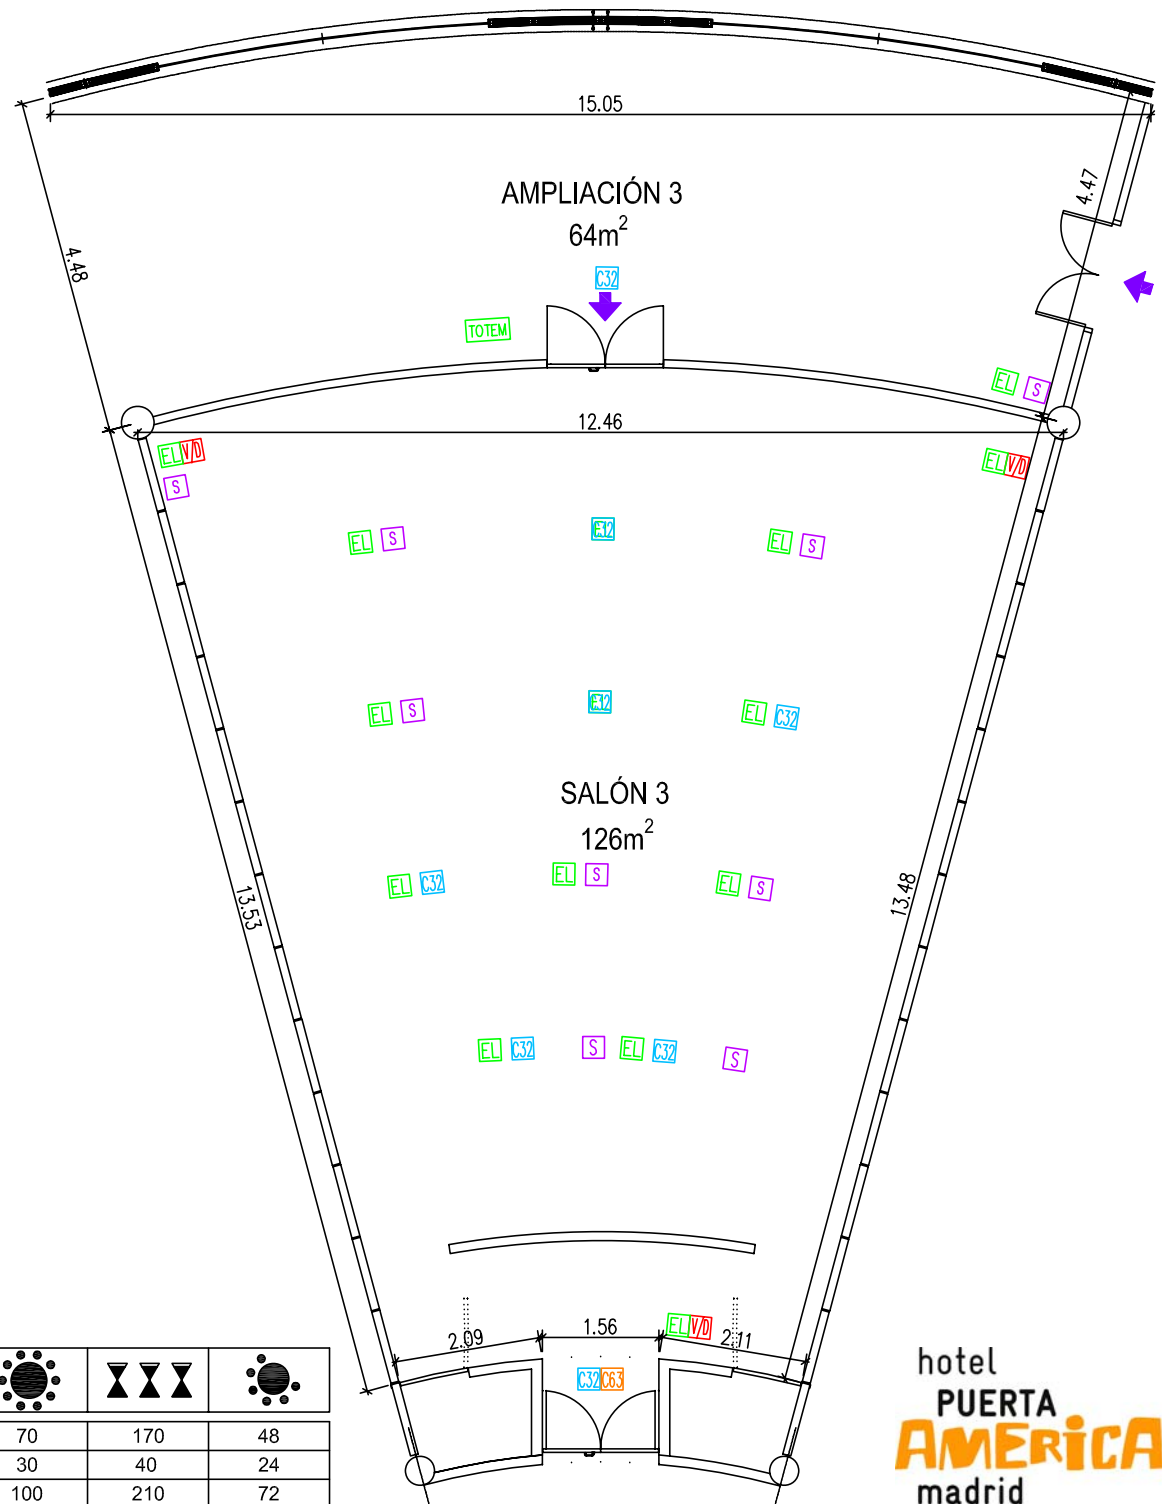 15.05
AMPLIACIÓN 3
64m²
4.47
4.48
C32
TOTEM
EL S
12.46
EL V/D
S
EL V/D
EL S
C32
EL S
EL S
C32
EL C32
SALÓN 3
126m²
EL C32
EL S
EL S
13.53
13.48
EL C32
S
EL C32
S
2.09
1.56
EL V/D
2.11
C32 C63
70 170 48
30 40 24
100 210 72
hotel
PUERTA
AMERiCA
madrid